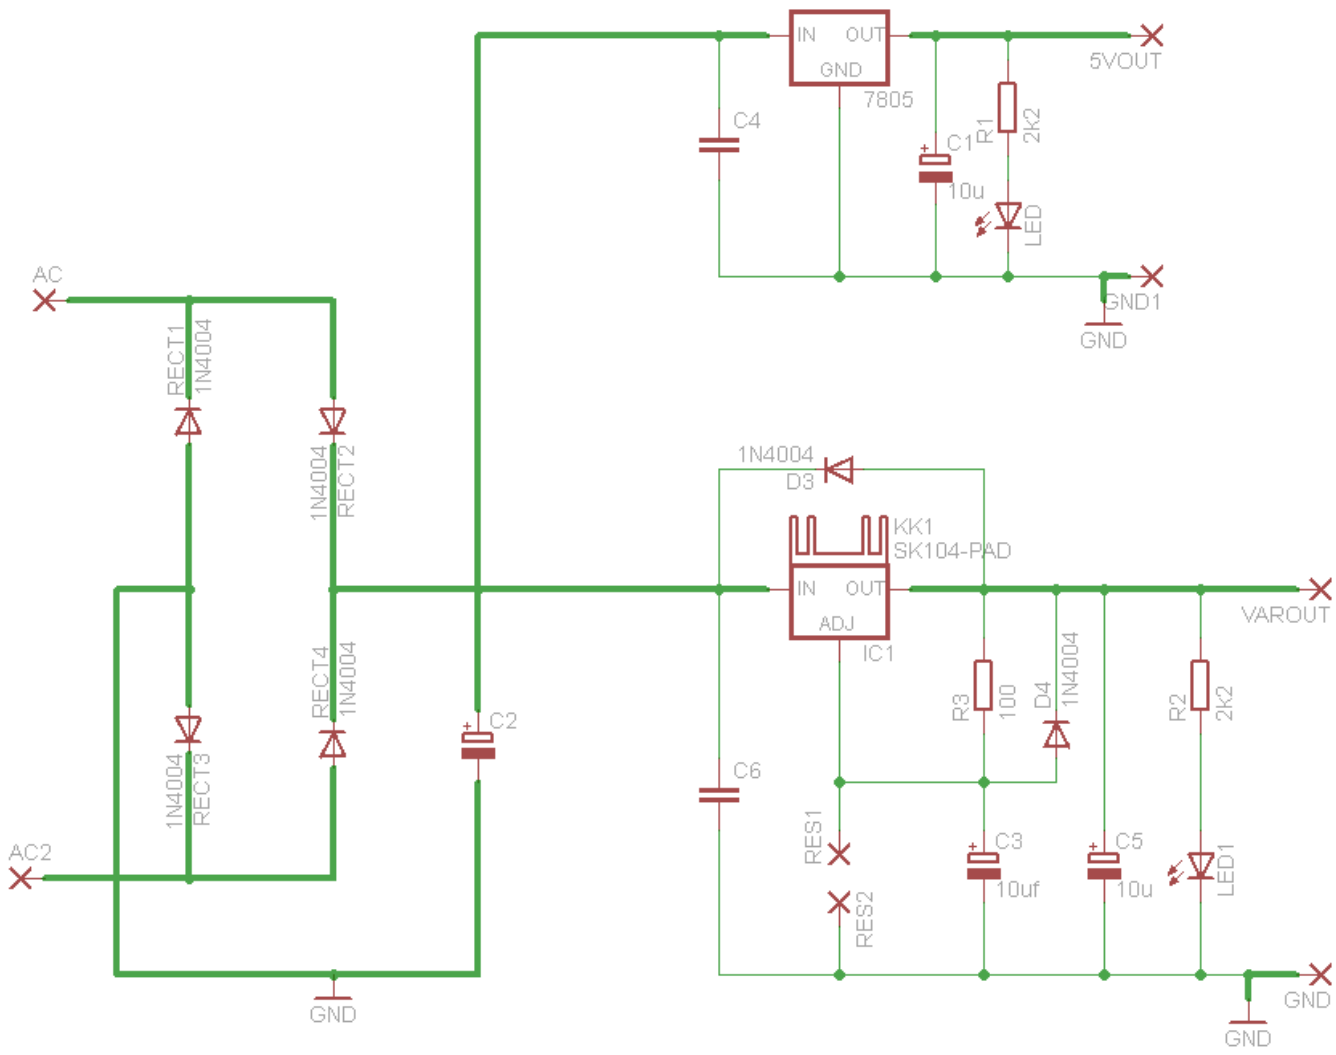 IN OUT
GND
7805
5VOUT
C4
C1
10u
R1
2k2
LED
GND1
GND
AC
RECT1
1N4004
1N4004
RECT2
1N4004
D3
KK1
SK104-PAD
IN OUT
ADJ
IC1
VAROUT
RECT4
1N4004
1N4004
RECT3
C2
C6
R3
100
D4
1N4004
R2
2k2
RES1
RES2
C3
10uf
C5
10u
LED1
AC2
GND
GND
GND